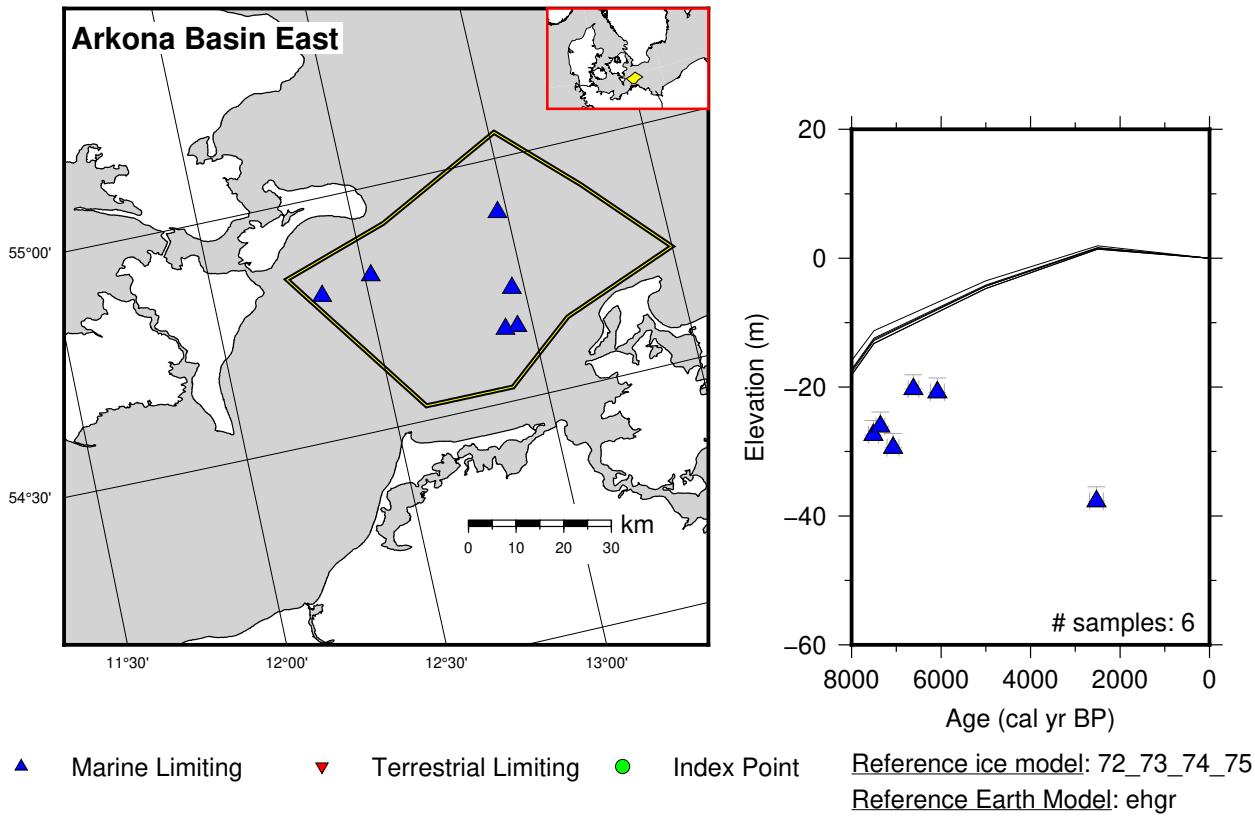 Arkona Basin East
55°00'
54°30'
11°30'
12°00'
12°30'
13°00'
km
0 10 20 30
20
0
−20
−40
−60
Elevation (m)
# samples: 6
8000 6000 4000 2000 0
Age (cal yr BP)
Marine Limiting
Terrestrial Limiting
Index Point
Reference ice model: 72_73_74_75
Reference Earth Model: ehgr